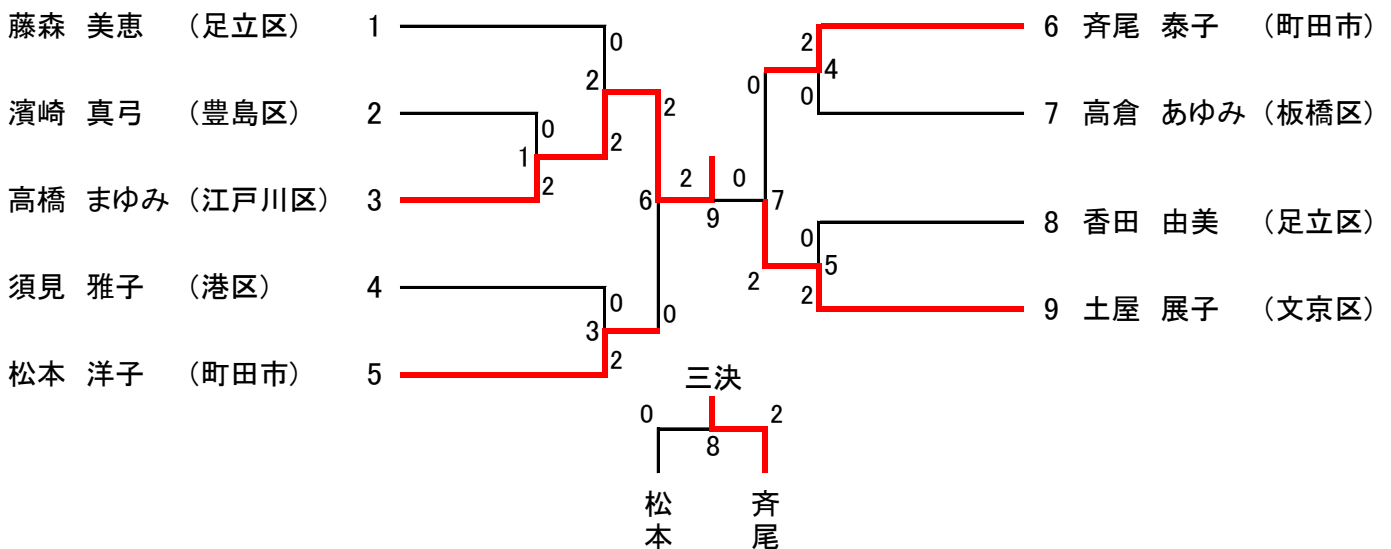 藤森 美恵 （足立区） 1
濱崎 真弓 （豊島区） 2
高橋 まゆみ （江戸川区） 3
須見 雅子 （港区） 4
松本 洋子 （町田市） 5
0
2
2
0
1
2
2
6
0
3
2
0
2
0
9
6 斉尾 泰子 （町田市）
7 高倉 あゆみ （板橋区）
8 香田 由美 （足立区）
9 土屋 展子 （文京区）
2
4
0
0
7
0
5
2
2
三決
0
2
8
松本
斉尾